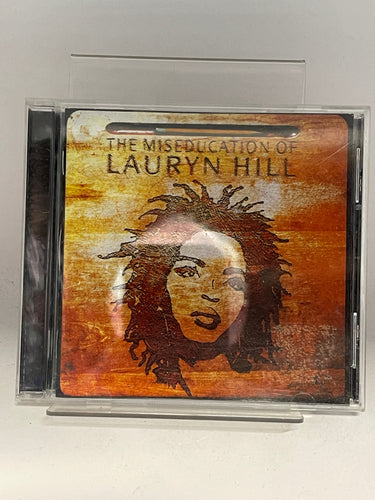 THE MISEDUCATION OF
LAURYN HILL